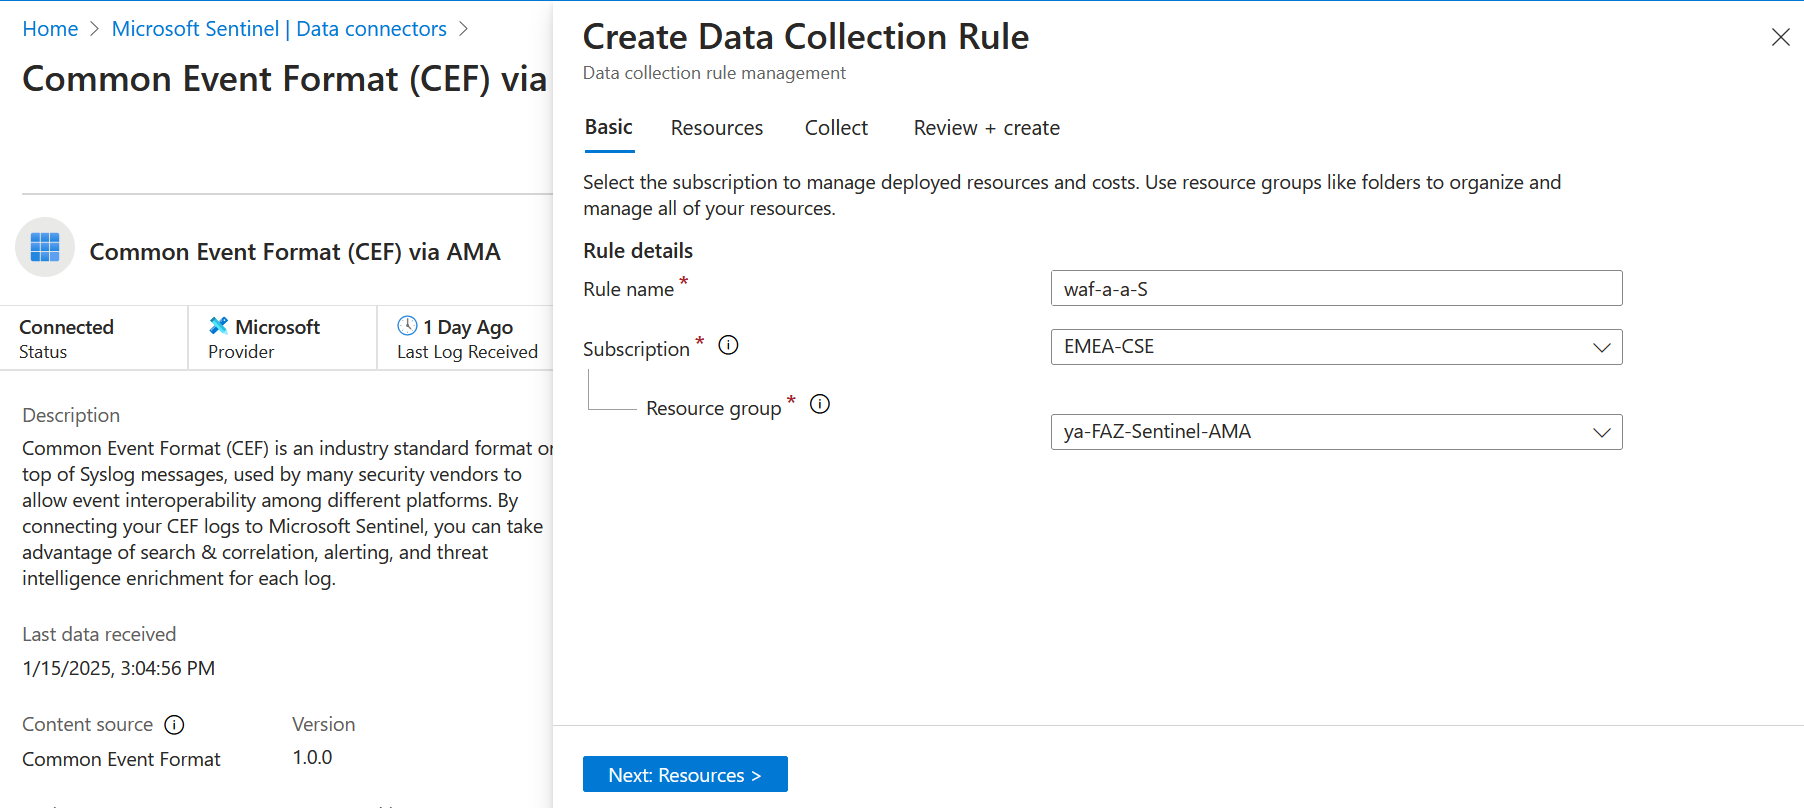 Home > Microsoft Sentinel | Data connectors >
Common Event Format (CEF) via
Common Event Format (CEF) via AMA
Connected
Status
Microsoft
Provider
1 Day Ago
Last Log Received
Description
Common Event Format (CEF) is an industry standard format on
top of Syslog messages, used by many security vendors to
allow event interoperability among different platforms. By
connecting your CEF logs to Microsoft Sentinel, you can take
advantage of search & correlation, alerting, and threat
intelligence enrichment for each log.
Last data received
1/15/2025, 3:04:56 PM
Content source
Common Event Format
Version
1.0.0
Create Data Collection Rule
Data collection rule management
Basic
Resources
Collect
Review + create
Select the subscription to manage deployed resources and costs. Use resource groups like folders to organize and
manage all of your resources.
Rule details
Rule name *
waf-a-a-S
Subscription *
EMEA-CSE
Resource group *
ya-FAZ-Sentinel-AMA
Next: Resources >